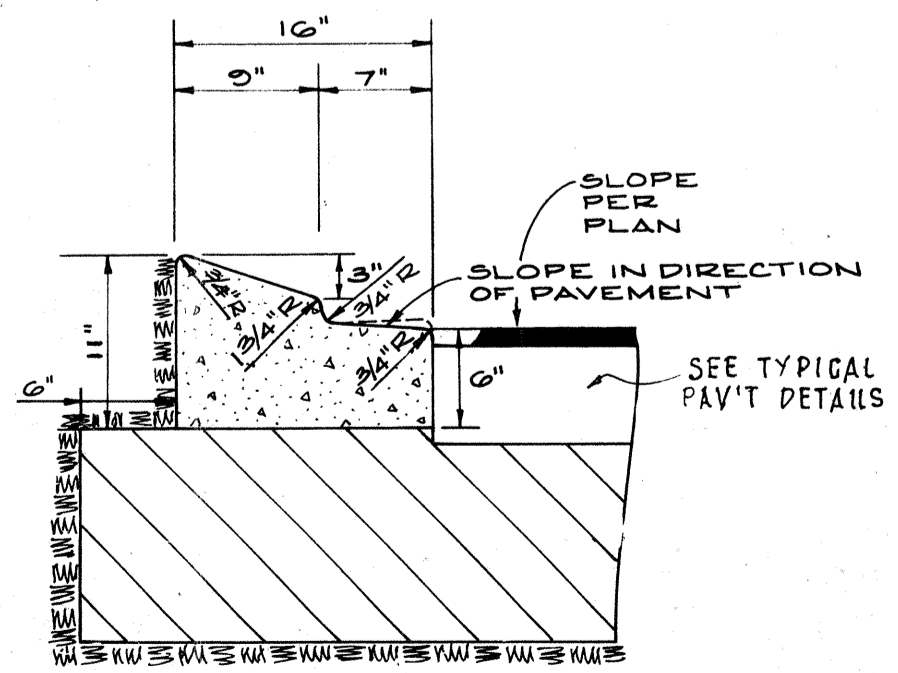 16"
9"
7"
SLOPE
PER
PLAN
3"
SLOPE IN DIRECTION
OF PAVEMENT
3/4" R
3/4" R
1 3/4" R
3/4" R
11"
6"
6"
SEE TYPICAL
PAV'T DETAILS